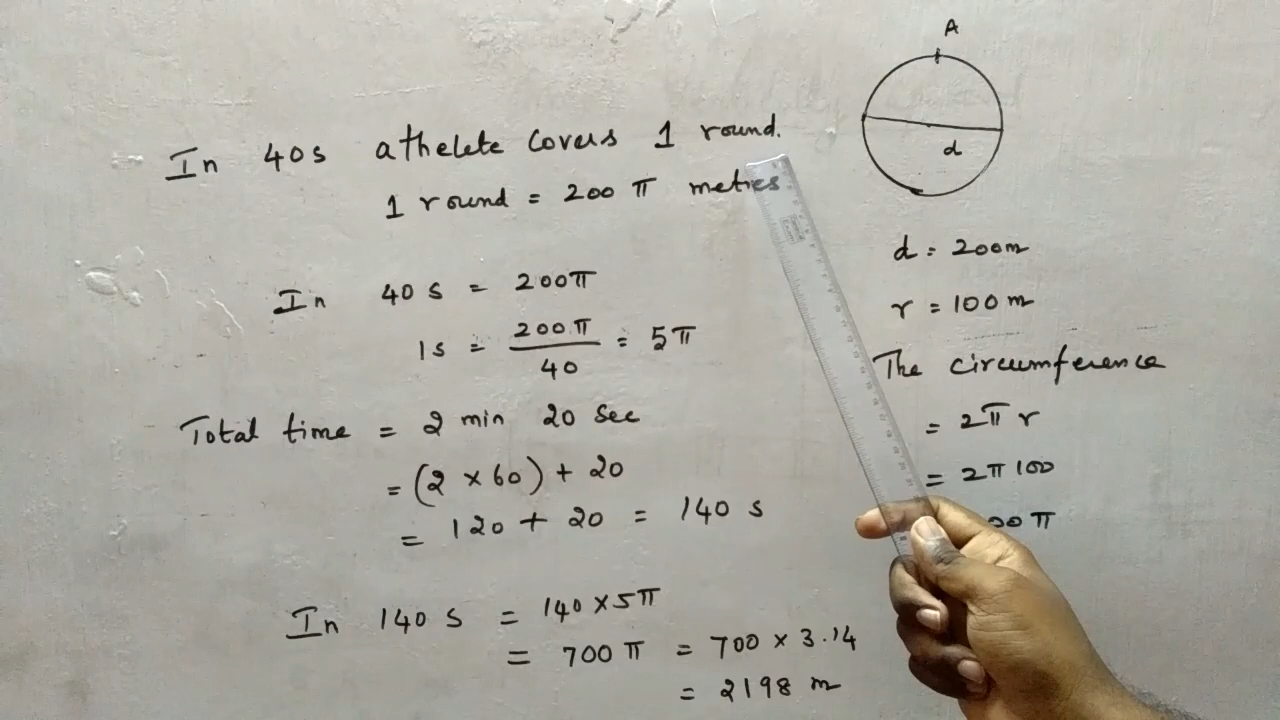 In 40s athelete covers 1 round.
1 round = 200 π metres
In 40 s = 200π
1s = 200 π / 40 = 5π
Total time = 2 min 20 sec
= (2 × 60) + 20
= 120 + 20 = 140 s
In 140 s = 140 × 5π
= 700 π = 700 × 3.14
= 2198 m
A
d
d = 200m
r = 100 m
The circumference
= 2π r
= 2π 100
00 π